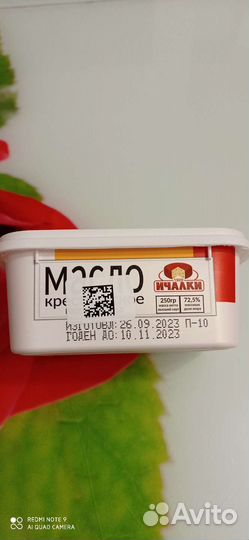 масло
ИЧАЛКИ
250гр
72,5%
ИЗГОТОВЛ: 26.09.2023 П-10
ГОДЕН ДО: 10.11.2023
REDMI NOTE 9
AI QUAD CAMERA
Avito